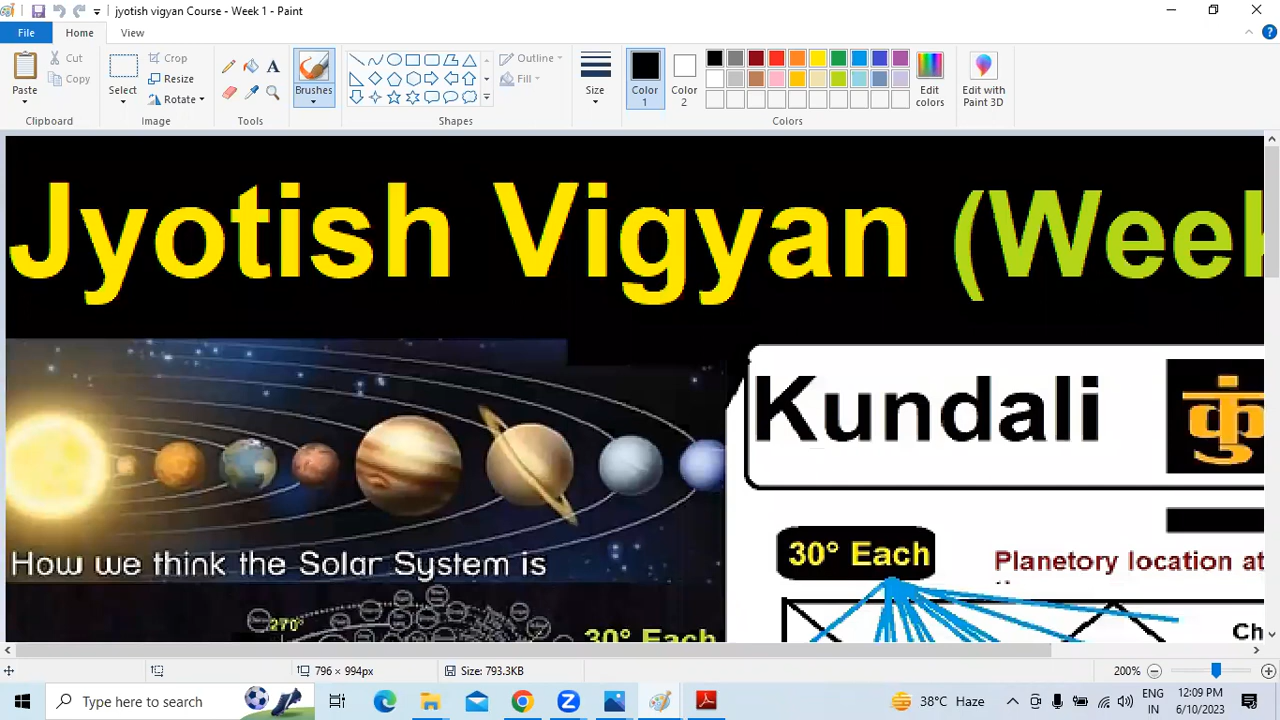 jyotish vigyan Course - Week 1 - Paint
File
Home
View
Cut
Copy
Paste
Clipboard
Crop
Resize
Rotate
Select
Image
Tools
Brushes
Outline
Fill
Shapes
Size
Color
1
Color
2
Edit
colors
Colors
Edit with
Paint 3D
Jyotish Vigyan (Week
Kundali
How we think the Solar System is
30° Each
Planetory location at
270°
30° Each
796 × 994px
Size: 793.3KB
200%
Type here to search
38°C Haze
ENG
IN
12:09 PM
6/10/2023